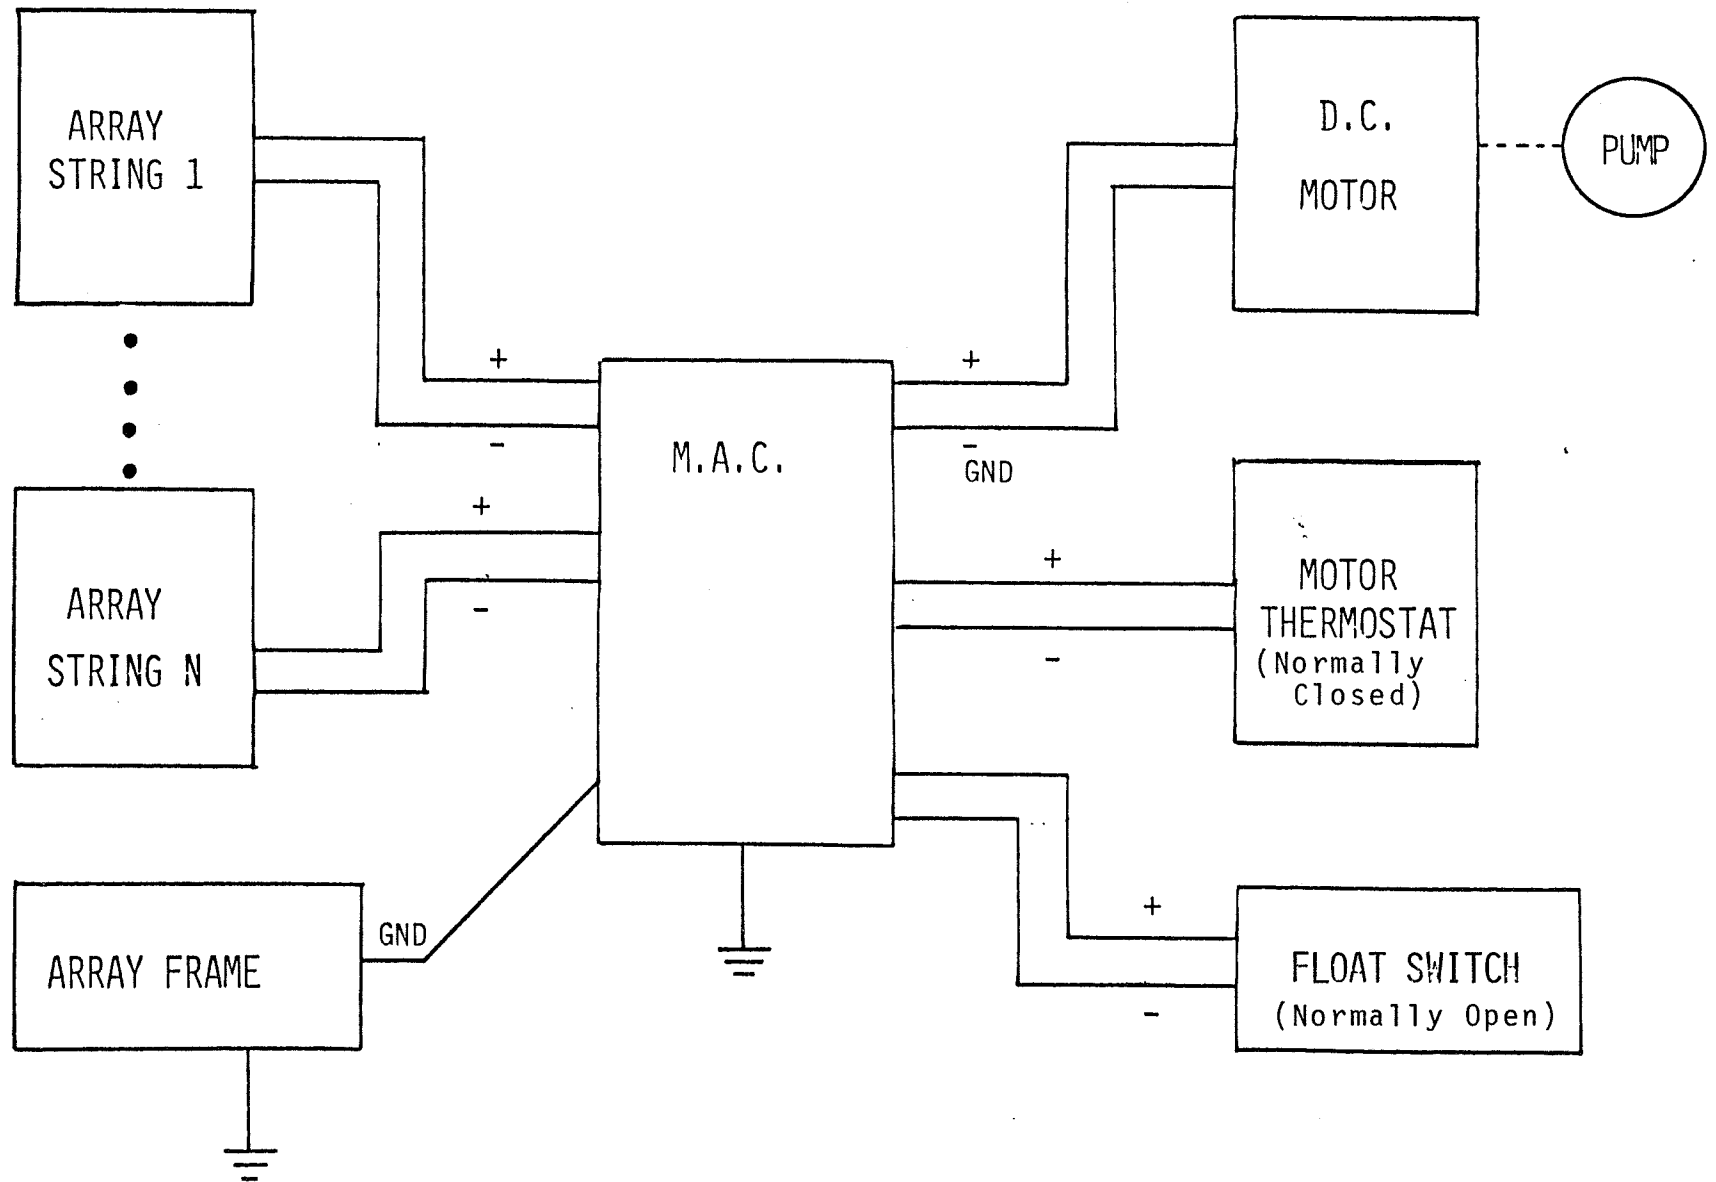 ARRAY
STRING 1
+
-
ARRAY
STRING N
+
-
ARRAY FRAME
GND
M.A.C.
D.C.
MOTOR
PUMP
+
-
GND
MOTOR
THERMOSTAT
(Normally
Closed)
+
-
FLOAT SWITCH
(Normally Open)
+
-